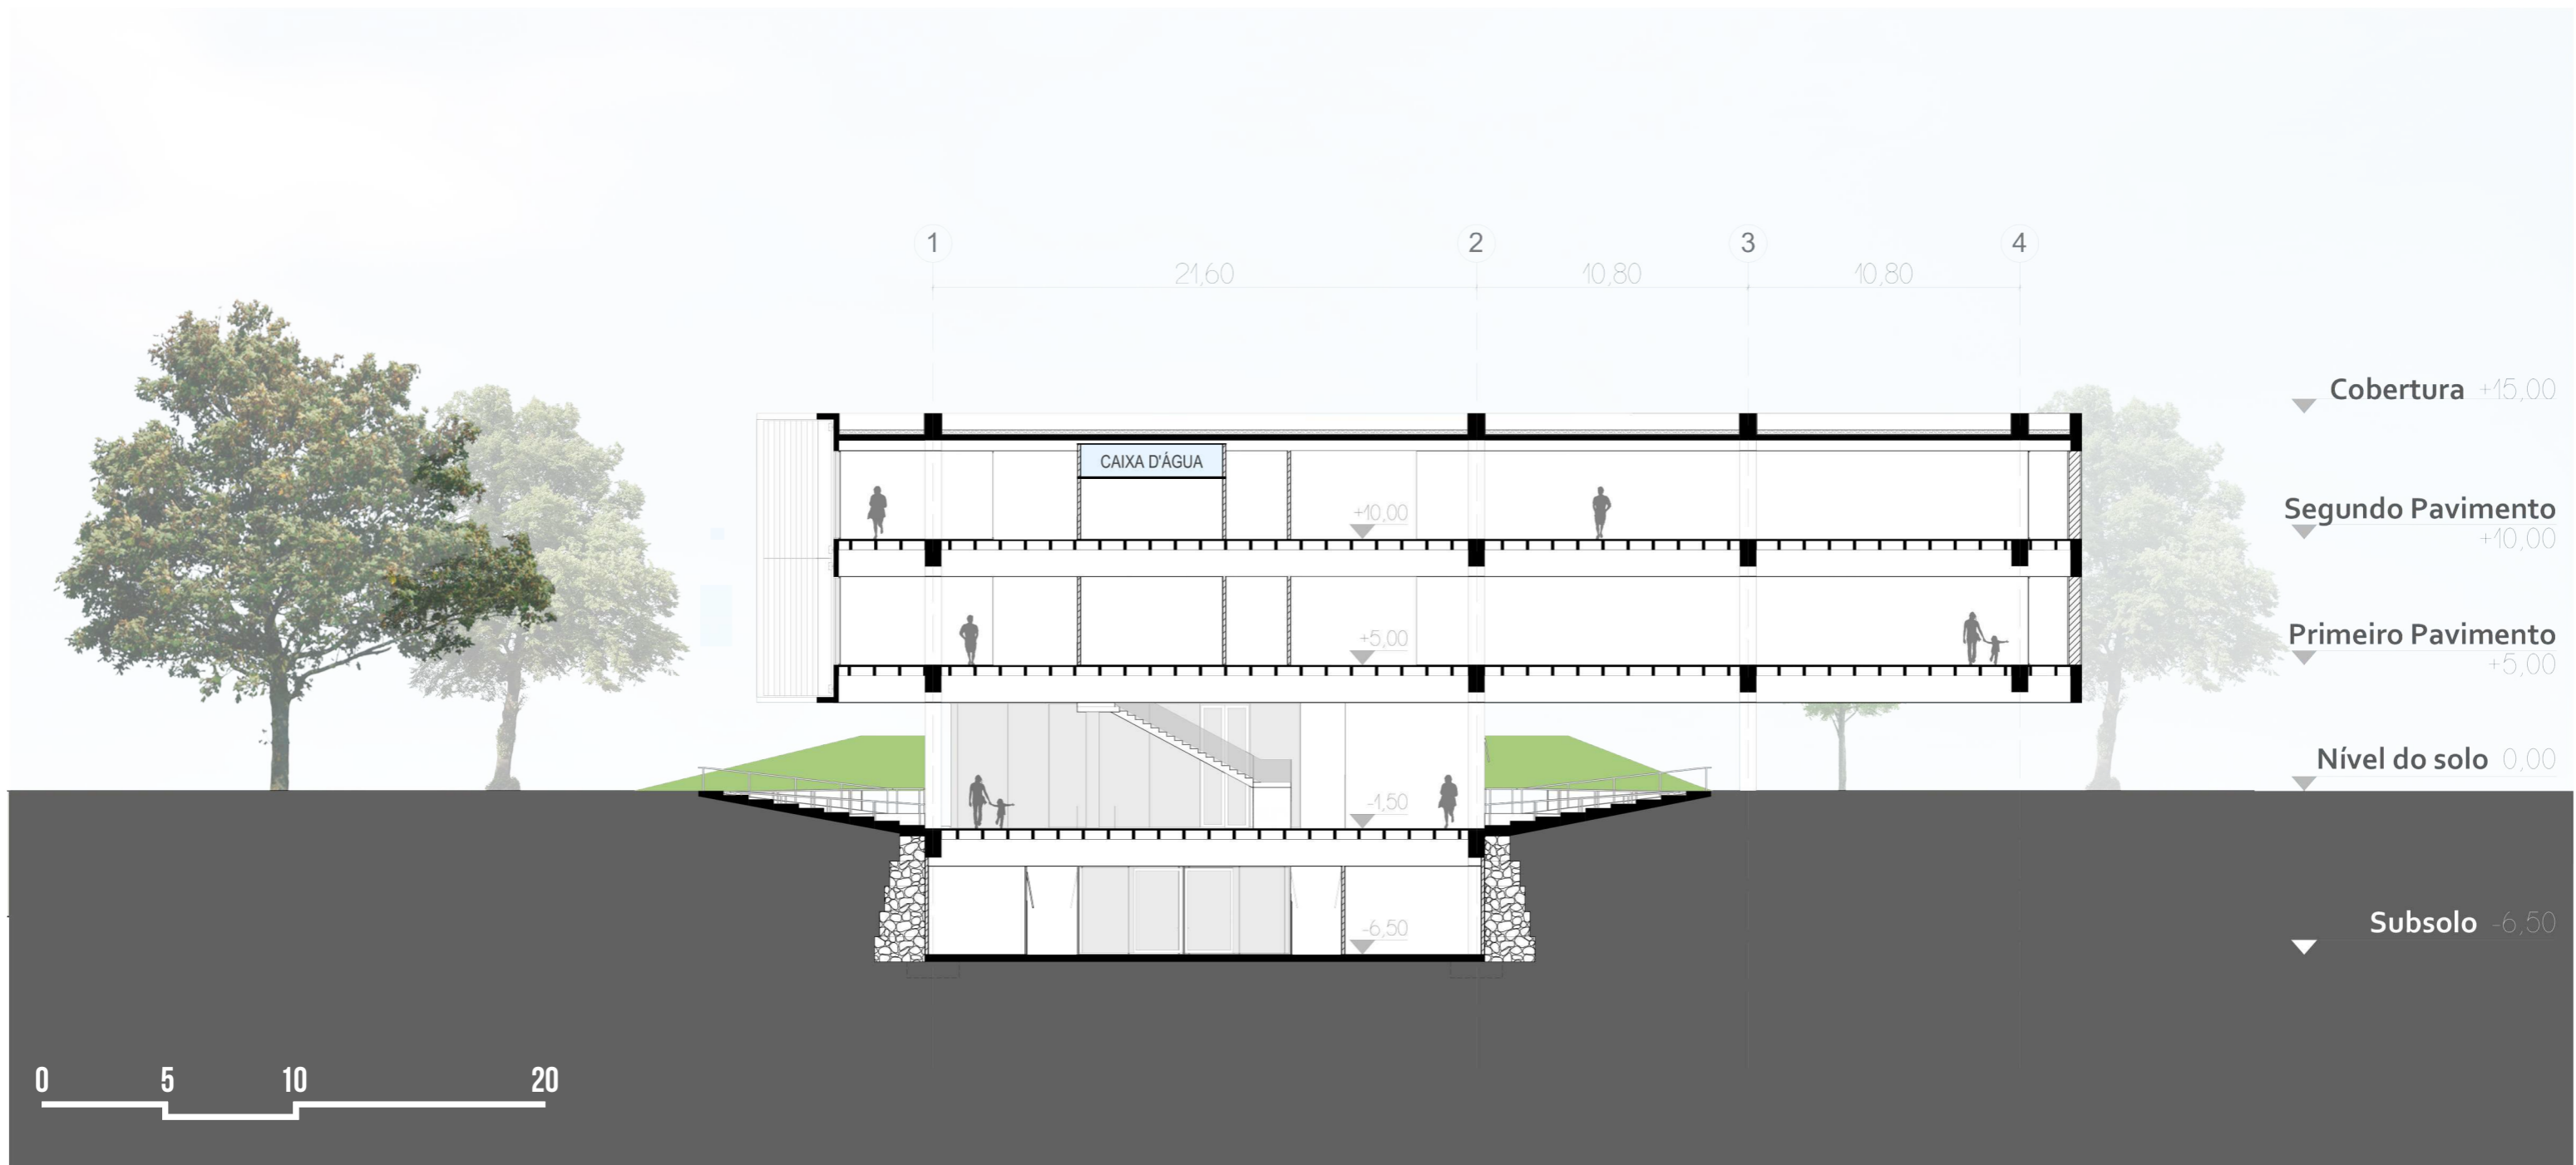 1 2 3 4
21,60 10,80 10,80
Cobertura +15,00
CAIXA D'ÁGUA
+10,00
Segundo Pavimento
+10,00
+5,00
Primeiro Pavimento
+5,00
Nível do solo 0,00
-1,50
-6,50
Subsolo -6,50
0 5 10 20